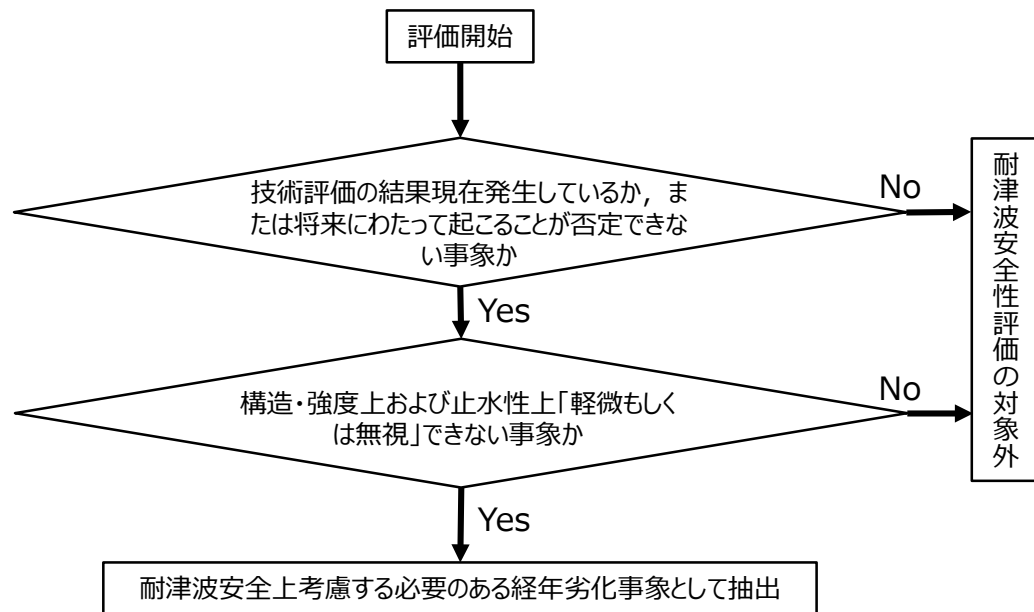 評価開始
技術評価の結果現在発生しているか，ま
たは将来にわたって起こることが否定できな
い事象か
No
Yes
構造・強度上および止水性上「軽微もしく
は無視」できない事象か
No
Yes
耐津波安全性評価の対象外
耐津波安全上考慮する必要のある経年劣化事象として抽出